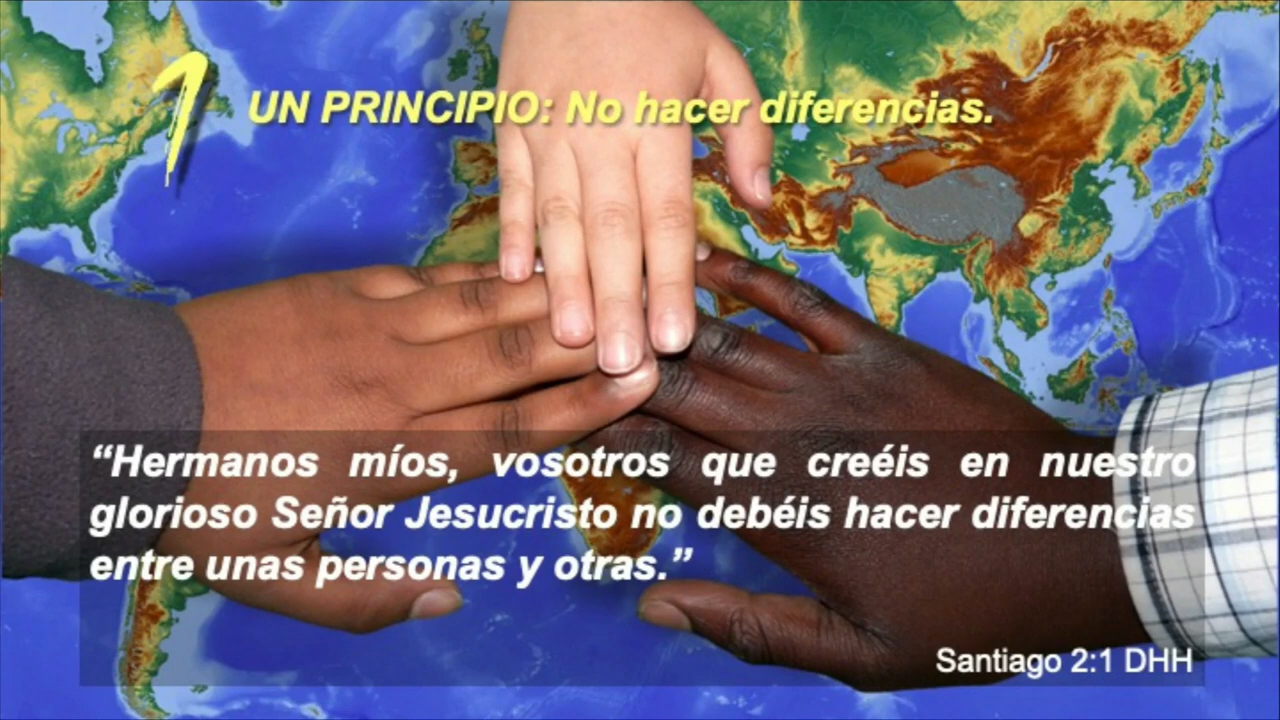 1
UN PRINCIPIO: No hacer diferencias.
“Hermanos míos, vosotros que creéis en nuestro
glorioso Señor Jesucristo no debéis hacer diferencias
entre unas personas y otras.”
Santiago 2:1 DHH